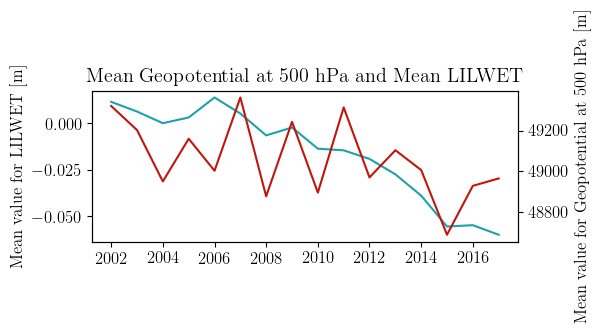 Mean Geopotential at 500 hPa and Mean LILWET
Mean value for LILWET [m]
0.000
−0.025
−0.050
49200
49000
48800
Mean value for Geopotential at 500 hPa [m]
2002 2004 2006 2008 2010 2012 2014 2016